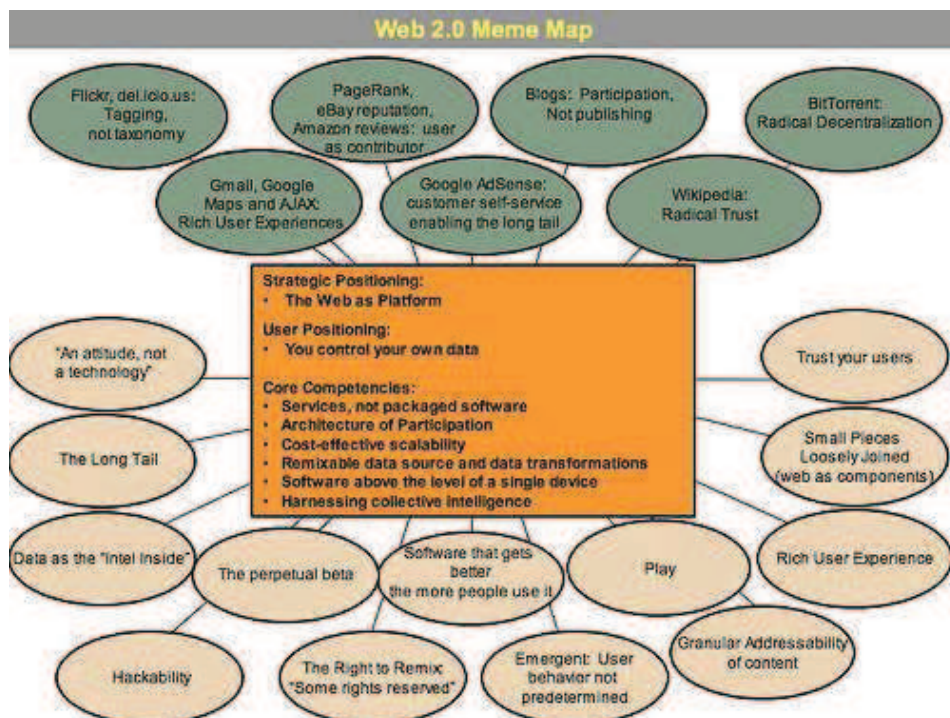 Web 2.0 Meme Map
Flickr, del.icio.us:
Tagging,
not taxonomy
PageRank,
eBay reputation,
Amazon reviews: user
as contributor
Blogs: Participation,
Not publishing
BitTorrent:
Radical Decentralization
Gmail, Google
Maps and AJAX:
Rich User Experiences
Google AdSense:
customer self-service
enabling the long tail
Wikipedia:
Radical Trust
Strategic Positioning:
• The Web as Platform
User Positioning:
• You control your own data
Core Competencies:
• Services, not packaged software
• Architecture of Participation
• Cost-effective scalability
• Remixable data source and data transformations
• Software above the level of a single device
• Harnessing collective intelligence
"An attitude, not
a technology"
Trust your users
The Long Tail
Small Pieces
Loosely Joined
(web as components)
Data as the "Intel Inside"
The perpetual beta
Software that gets
better
the more people use it
Play
Rich User Experience
Hackability
The Right to Remix:
"Some rights reserved"
Emergent: User
behavior not
predetermined
Granular Addressability
of content